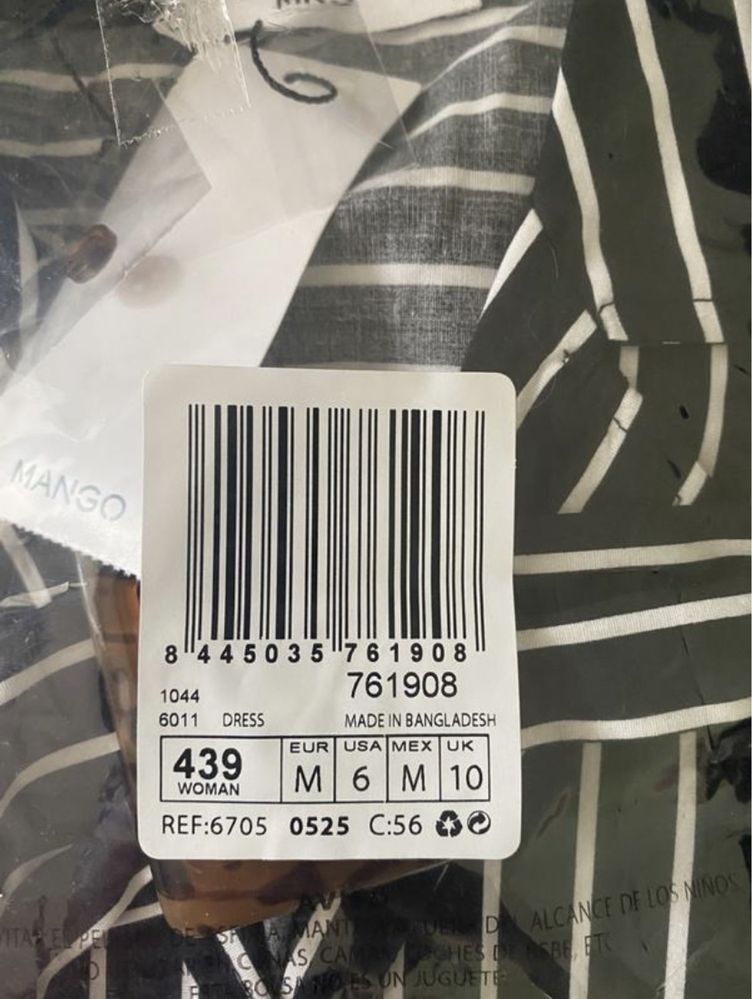 MANGO
8 445035 761908
761908
1044
6011 DRESS MADE IN BANGLADESH
439 WOMAN EUR M USA 6 MEX M UK 10
REF:6705 0525 C:56
ALCANCE DE LOS NIÑOS
ES UN JUGUETE